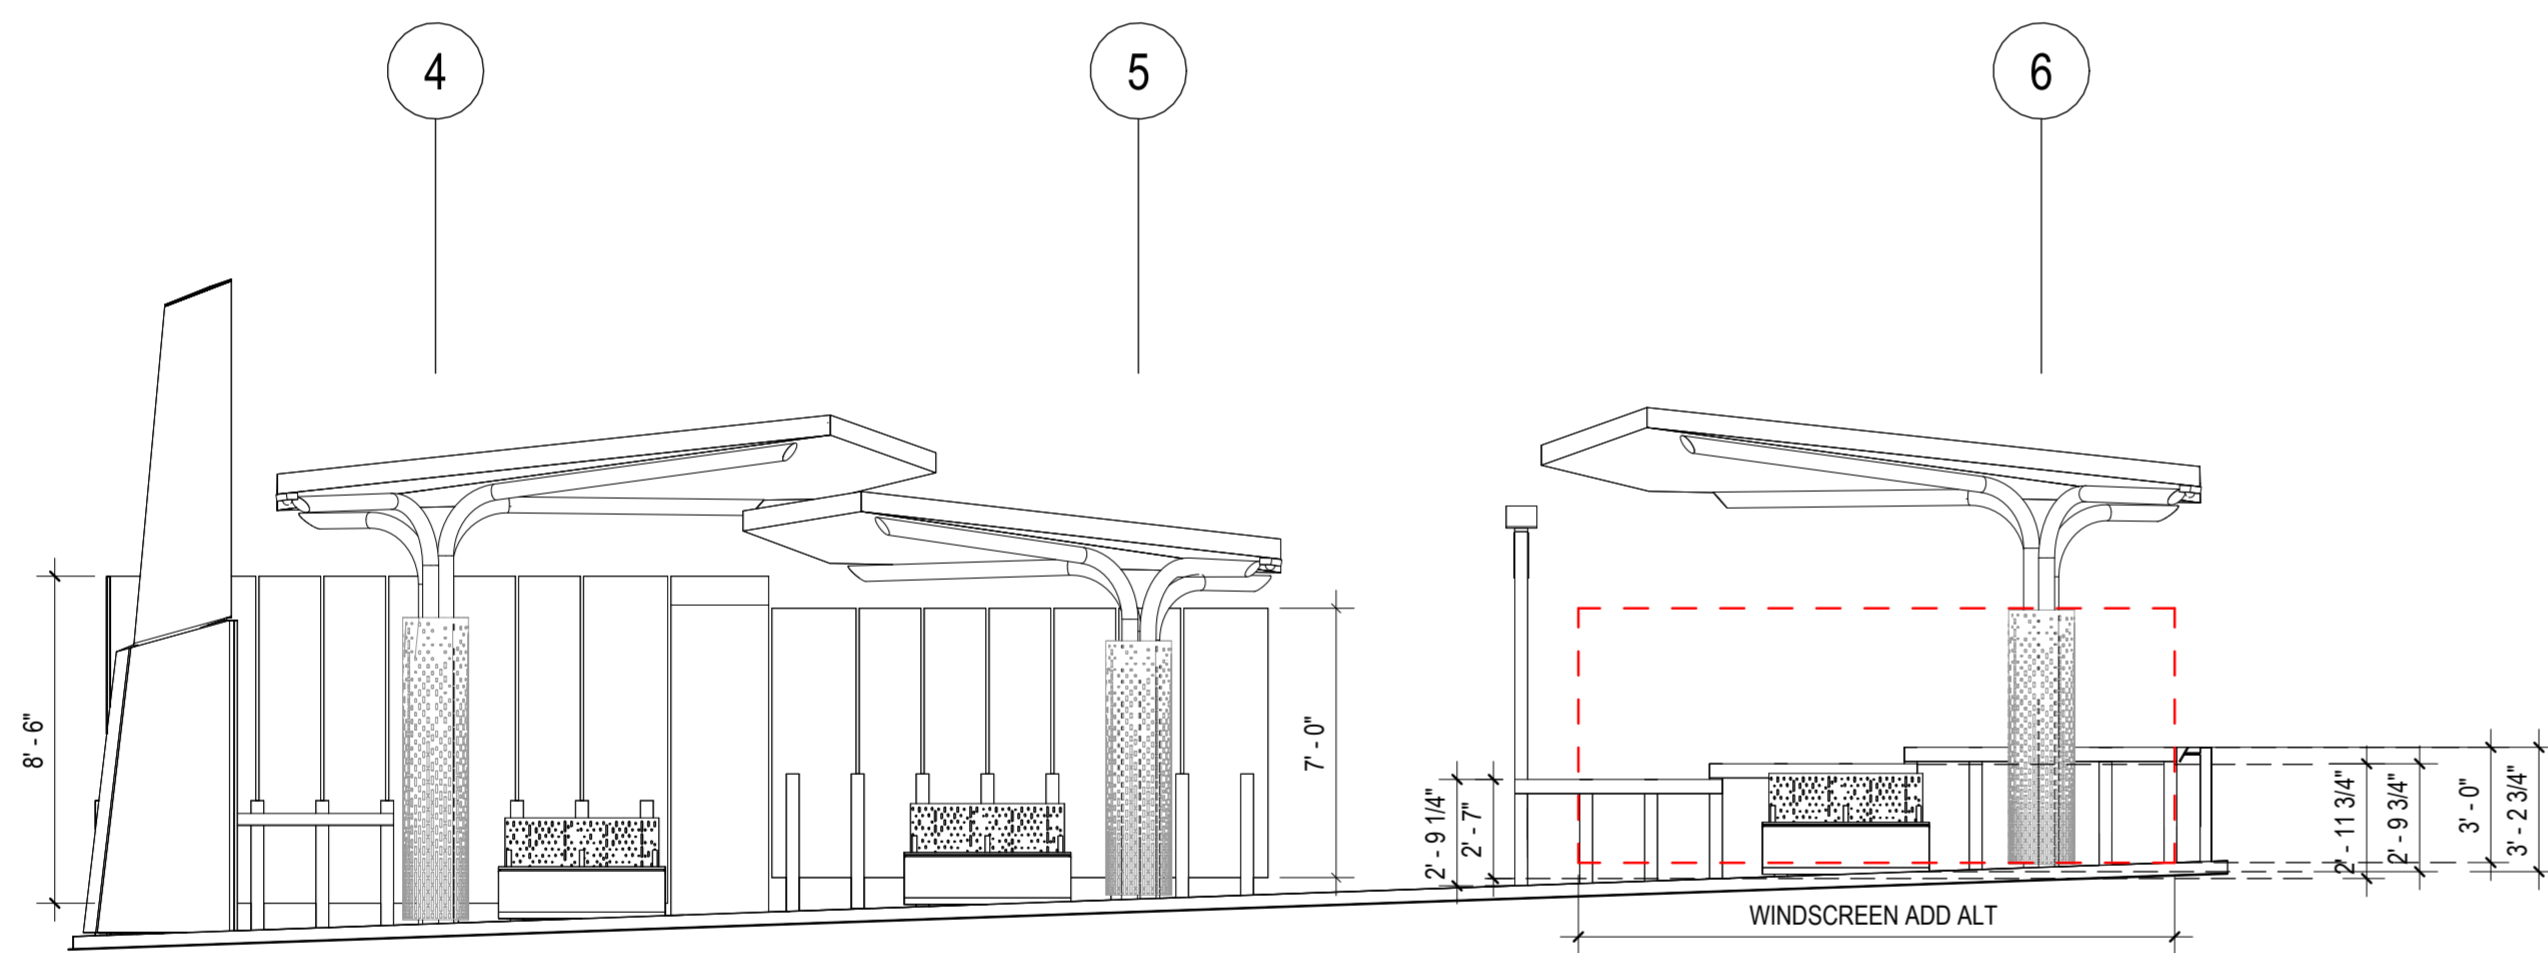 4
5
6
8' - 6"
7' - 0"
2' - 9 1/4"
2' - 7"
2' - 11 3/4"
2' - 9 3/4"
3' - 0"
3' - 2 3/4"
WINDSCREEN ADD ALT